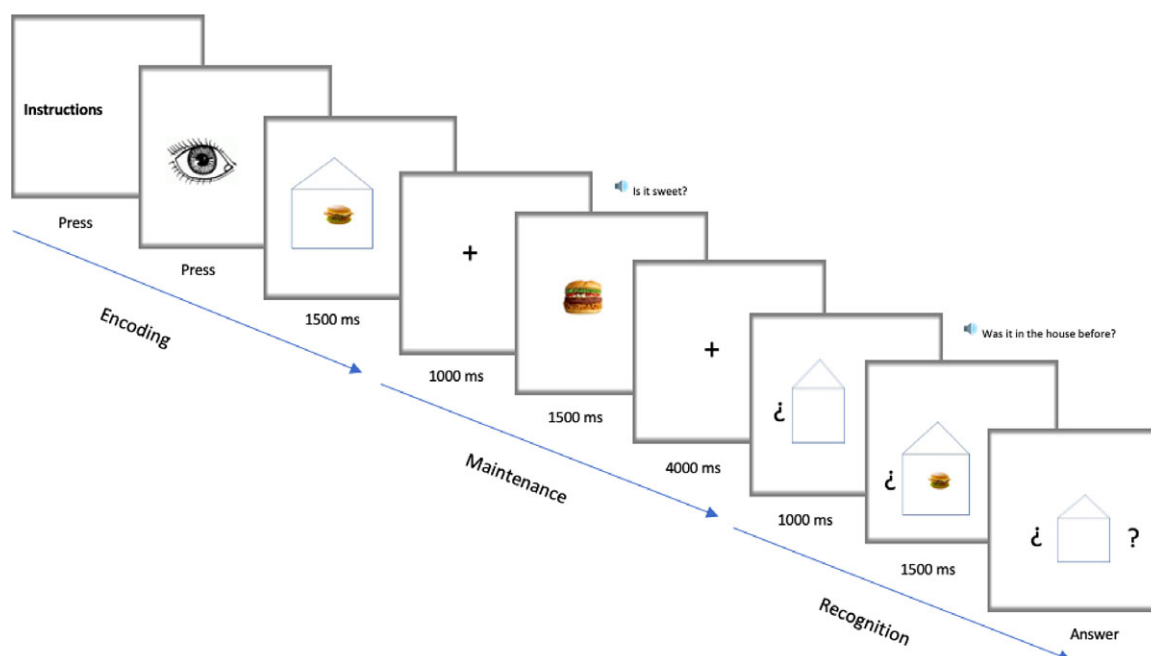 Instructions
Press
Press
1500 ms
+
1000 ms
Is it sweet?
1500 ms
+
4000 ms
¿
1000 ms
Was it in the house before?
¿
1500 ms
¿ ?
Answer
Encoding
Maintenance
Recognition